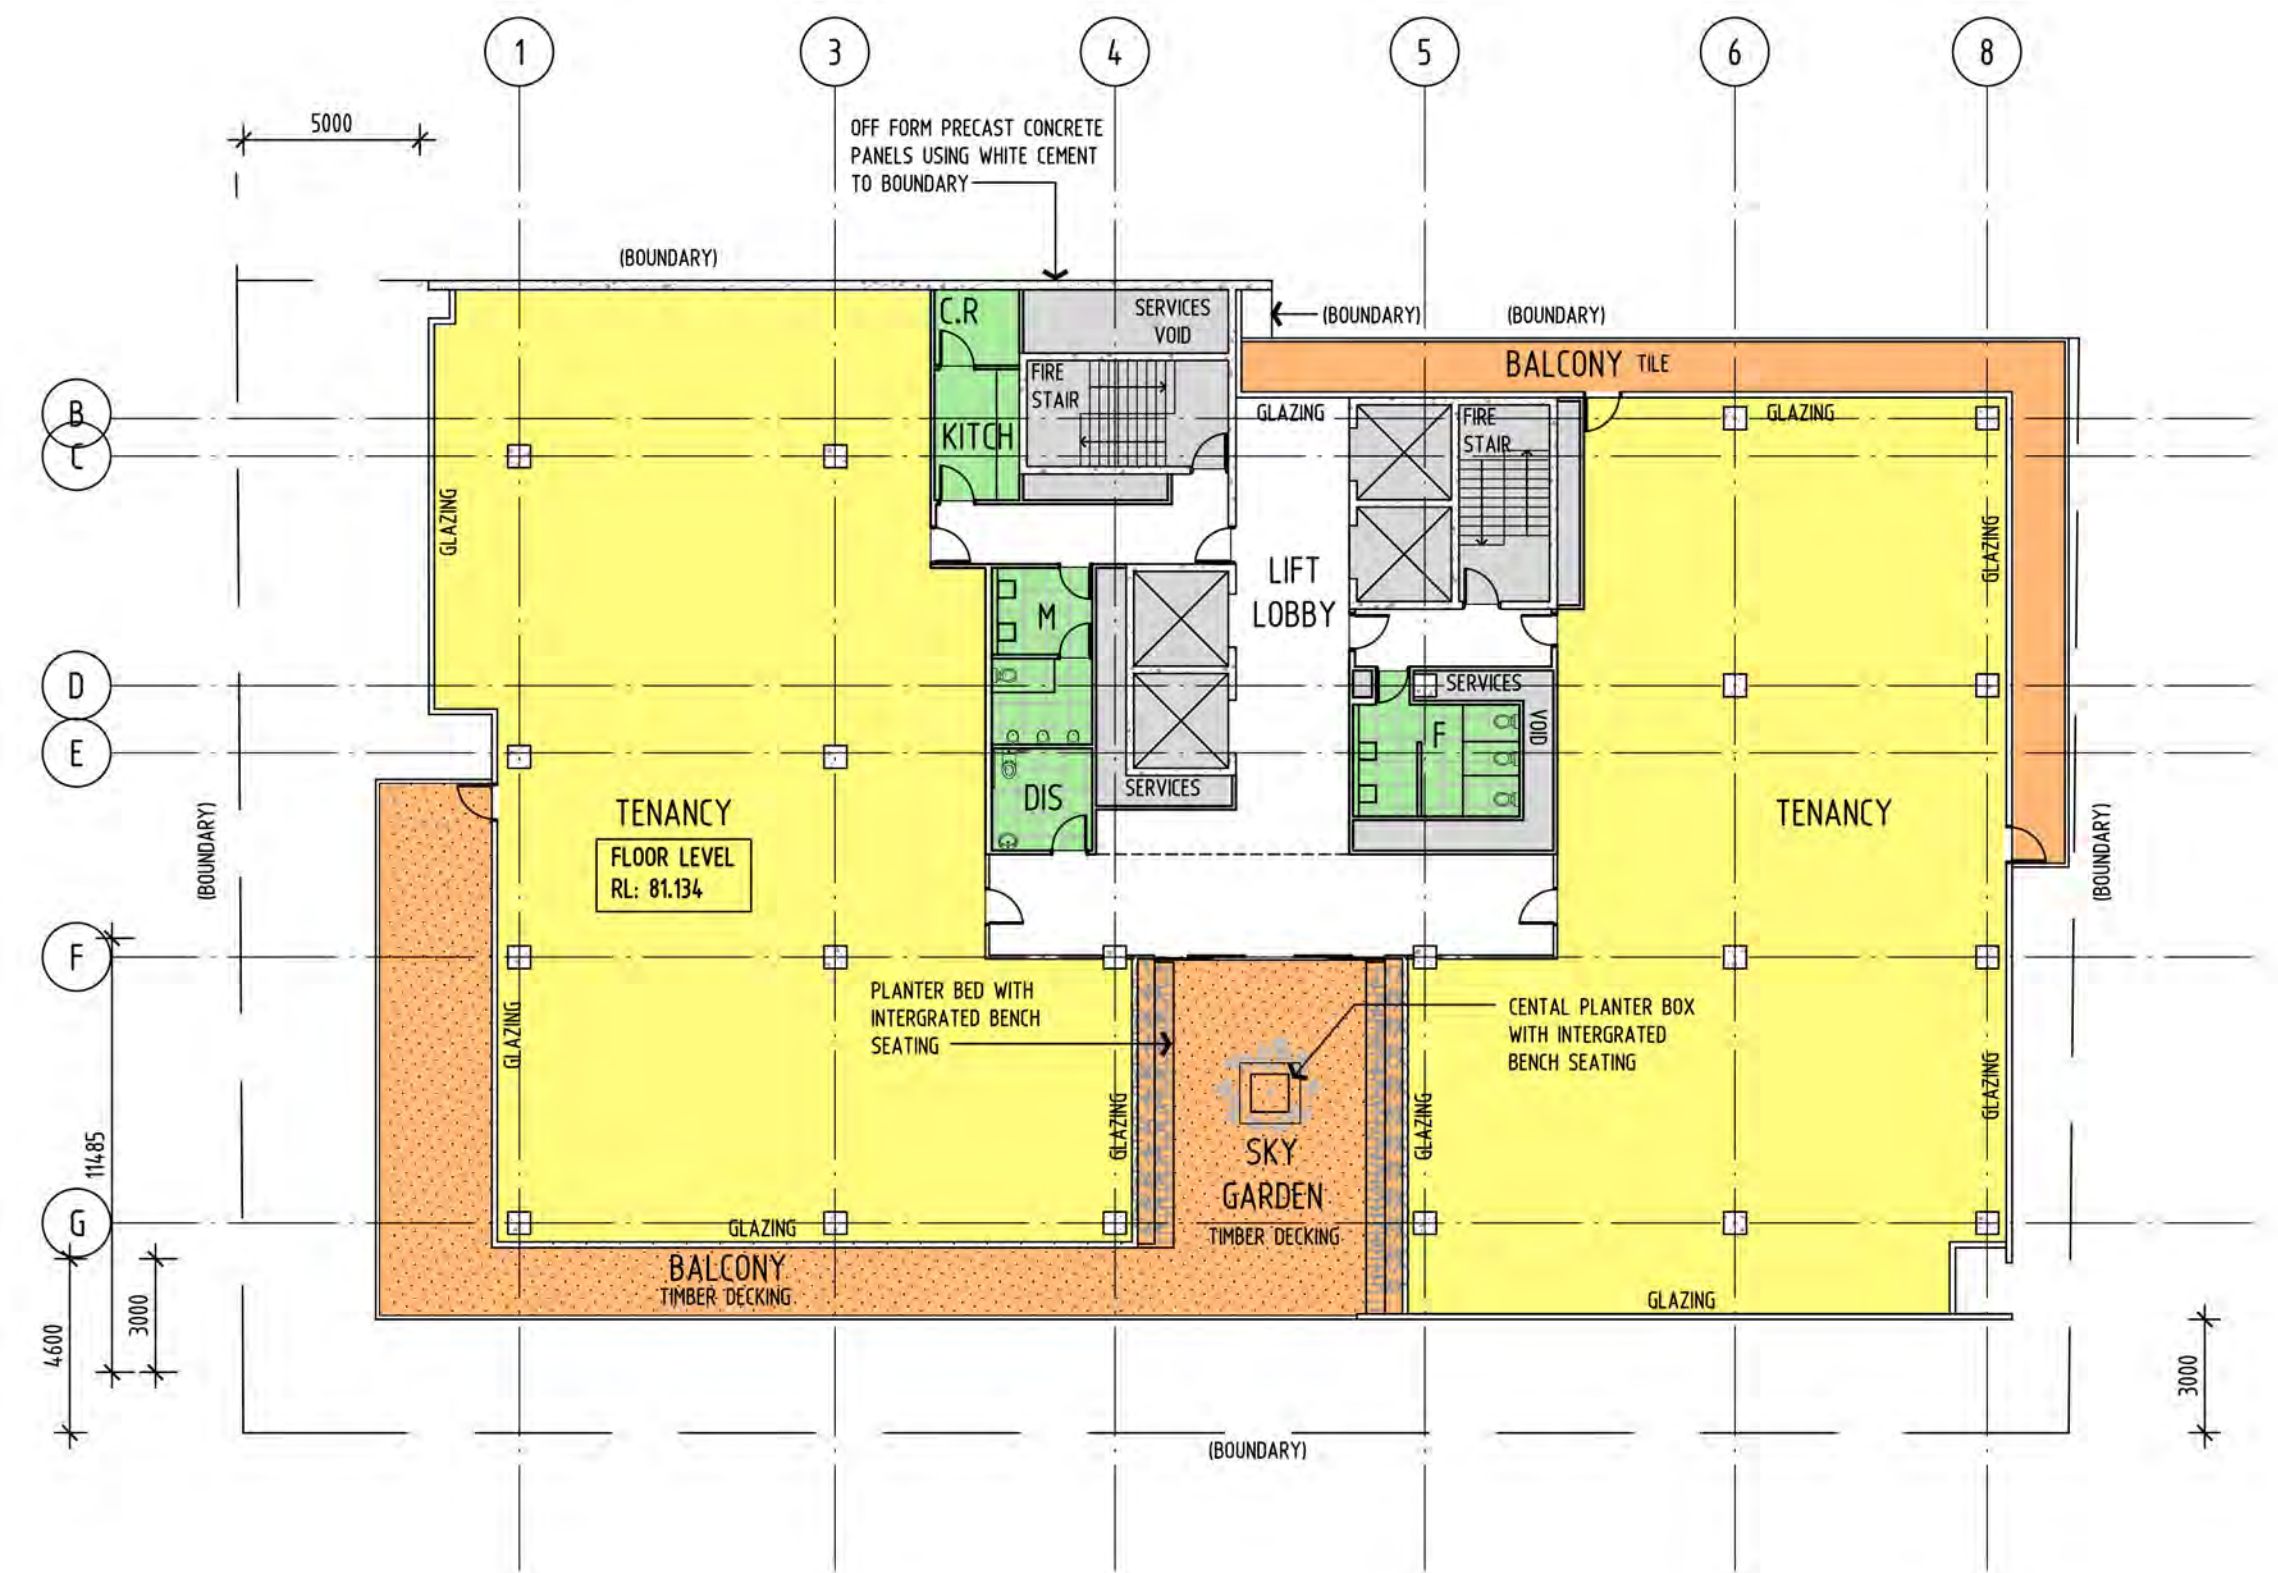 1
3
4
5
6
8
5000
OFF FORM PRECAST CONCRETE
PANELS USING WHITE CEMENT
TO BOUNDARY
(BOUNDARY)
C.R
SERVICES
VOID
(BOUNDARY)
(BOUNDARY)
BALCONY TILE
FIRE
STAIR
B
GLAZING
FIRE
STAIR
GLAZING
KITCH
C
GLAZING
GLAZING
LIFT
LOBBY
M
D
SERVICES
VOID
F
E
SERVICES
DIS
TENANCY
FLOOR LEVEL
RL: 81.134
TENANCY
(BOUNDARY)
(BOUNDARY)
F
PLANTER BED WITH
INTERGRATED BENCH
SEATING
CENTAL PLANTER BOX
WITH INTERGRATED
BENCH SEATING
GLAZING
GLAZING
GLAZING
GLAZING
11485
SKY
GARDEN
TIMBER DECKING
G
GLAZING
BALCONY
TIMBER DECKING
GLAZING
4600
3000
3000
(BOUNDARY)